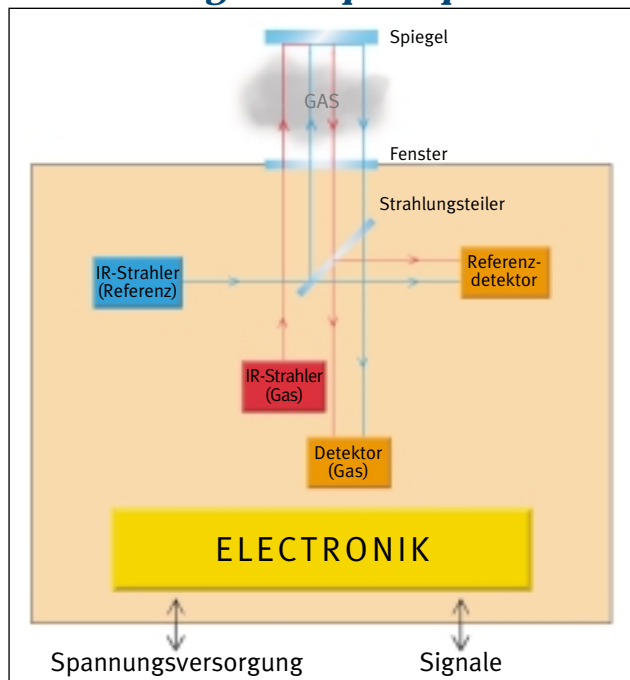 Spiegel
GAS
Fenster
Strahlungsteiler
IR-Strahler
(Referenz)
Referenz-
detektor
IR-Strahler
(Gas)
Detektor
(Gas)
ELECTRONIK
Spannungsversorgung
Signale